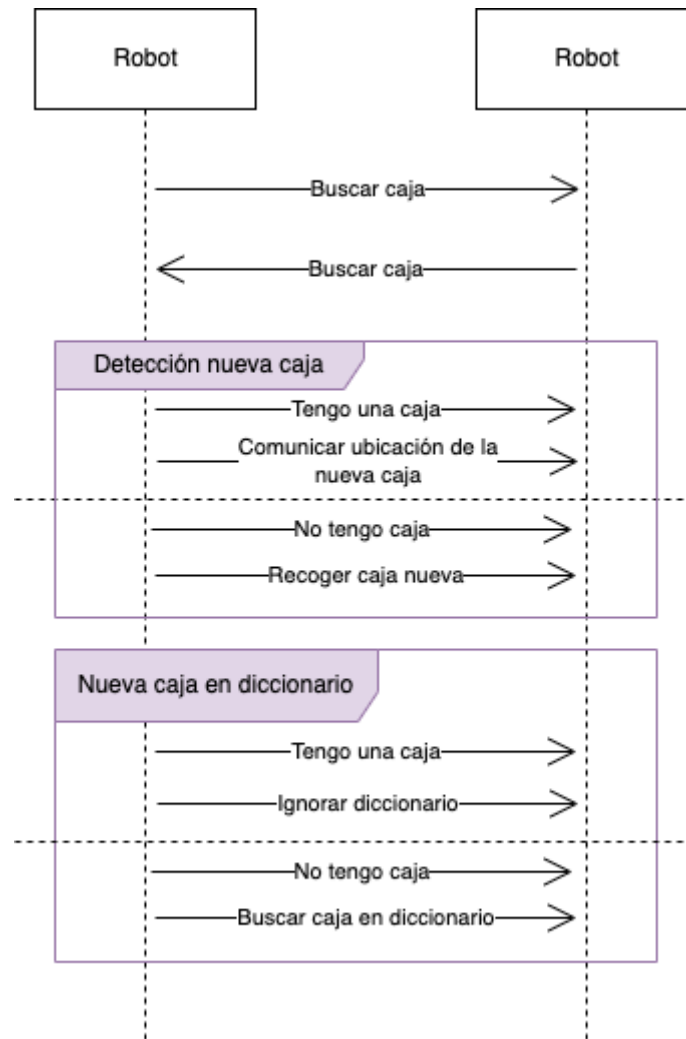 Robot
Robot
Buscar caja
Buscar caja
Detección nueva caja
Tengo una caja
Comunicar ubicación de la
nueva caja
No tengo caja
Recoger caja nueva
Nueva caja en diccionario
Tengo una caja
Ignorar diccionario
No tengo caja
Buscar caja en diccionario